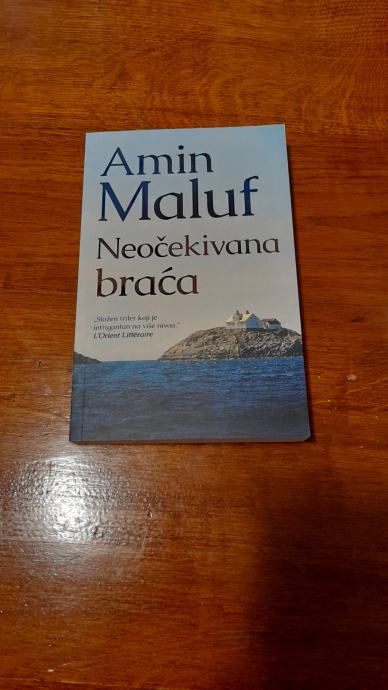 Amin
Maluf
Neočekivana
braća
„Složen triler koji je
intrigantan na više nivoa.“
L'Orient Littéraire